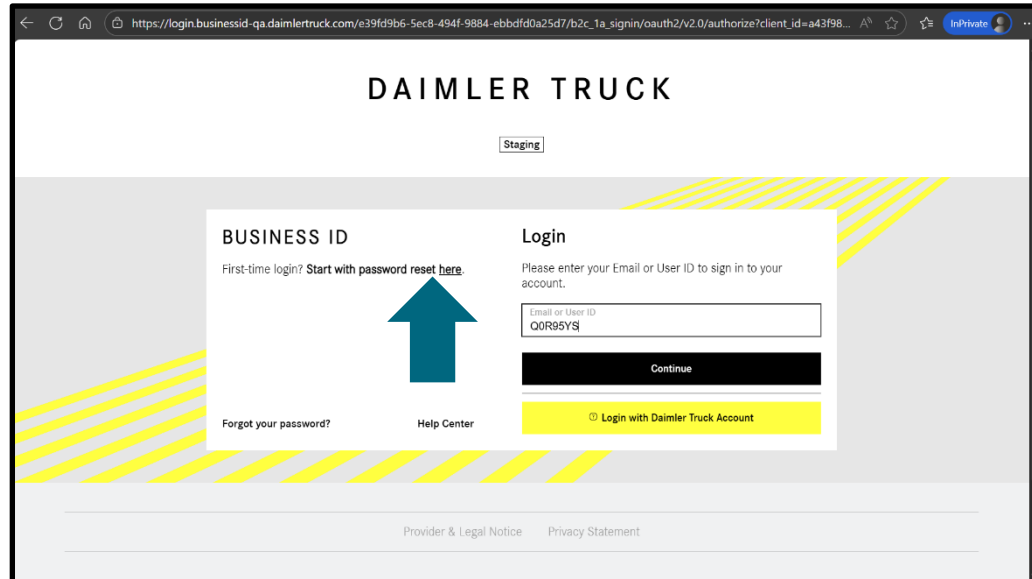 https://login.businessid-qa.daimlertruck.com/e39fd9b6-5ec8-494f-9884-ebbdfd0a25d7/b2c_1a_signin/oauth2/v2.0/authorize?client_id=a43f98...
InPrivate
DAIMLER TRUCK
Staging
BUSINESS ID
First-time login? Start with password reset here.
Forgot your password?
Help Center
Login
Please enter your Email or User ID to sign in to your
account.
Email or User ID
Q0R95YS
Continue
Login with Daimler Truck Account
Provider & Legal Notice
Privacy Statement